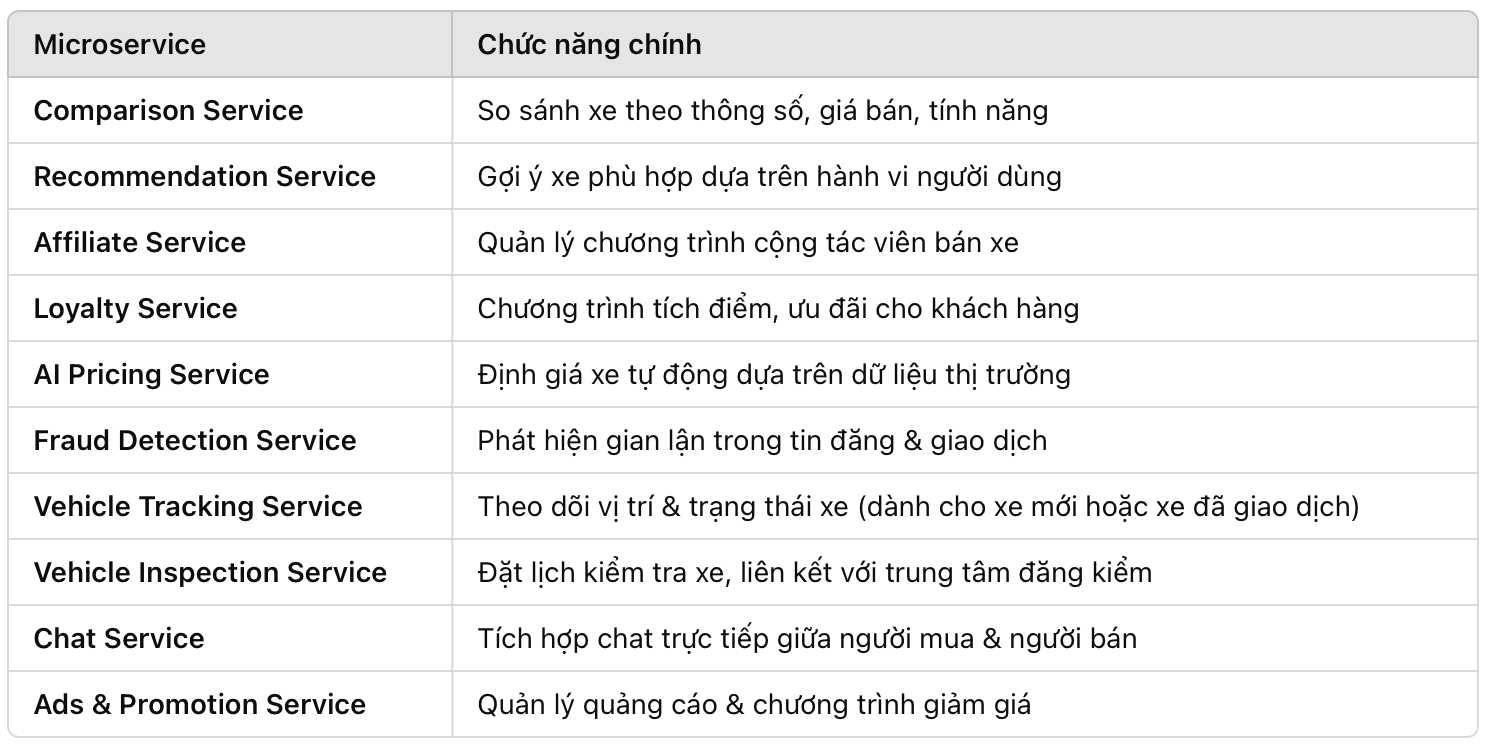 Microservice Chức năng chính
Comparison Service So sánh xe theo thông số, giá bán, tính năng
Recommendation Service Gợi ý xe phù hợp dựa trên hành vi người dùng
Affiliate Service Quản lý chương trình cộng tác viên bán xe
Loyalty Service Chương trình tích điểm, ưu đãi cho khách hàng
AI Pricing Service Định giá xe tự động dựa trên dữ liệu thị trường
Fraud Detection Service Phát hiện gian lận trong tin đăng & giao dịch
Vehicle Tracking Service Theo dõi vị trí & trạng thái xe (dành cho xe mới hoặc xe đã giao dịch)
Vehicle Inspection Service Đặt lịch kiểm tra xe, liên kết với trung tâm đăng kiểm
Chat Service Tích hợp chat trực tiếp giữa người mua & người bán
Ads & Promotion Service Quản lý quảng cáo & chương trình giảm giá